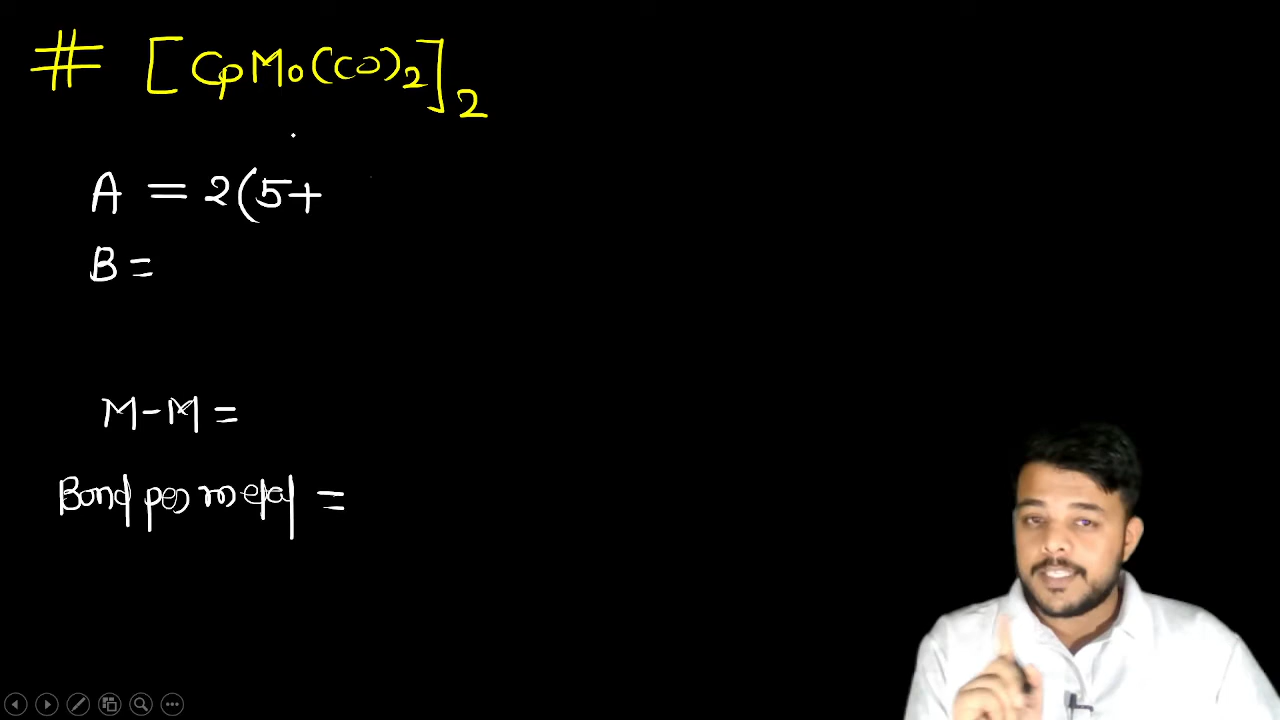 # [CpMo(CO)2]2
A = 2(5+
B =
M-M =
Bond per metal =